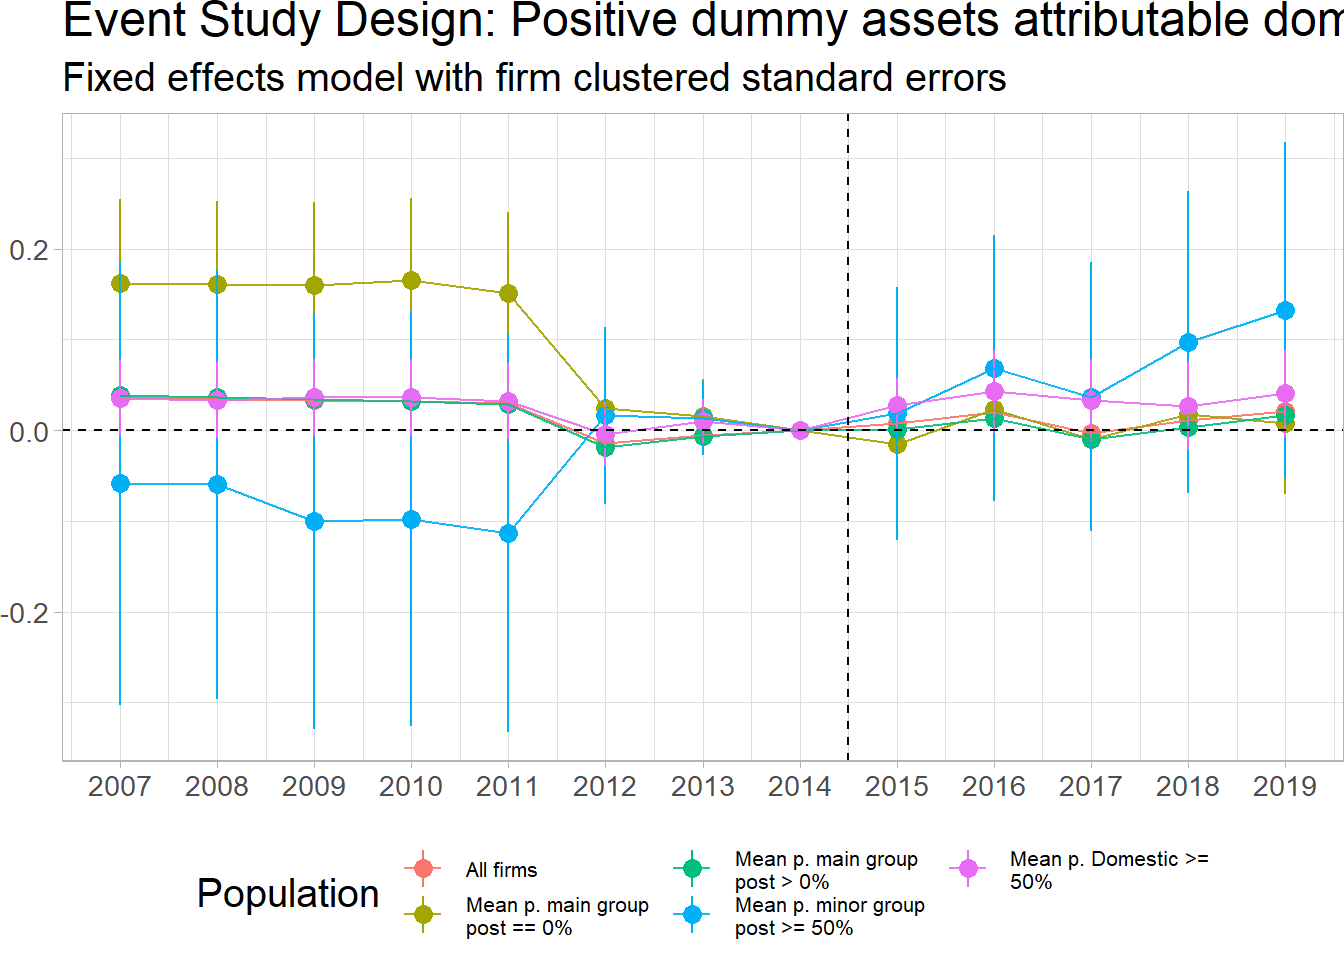 Event Study Design: Positive dummy assets attributable dom
Fixed effects model with firm clustered standard errors
0.2
0.0
-0.2
2007 2008 2009 2010 2011 2012 2013 2014 2015 2016 2017 2018 2019
Population
All firms
Mean p. main group
post == 0%
Mean p. main group
post > 0%
Mean p. minor group
post >= 50%
Mean p. Domestic >=
50%